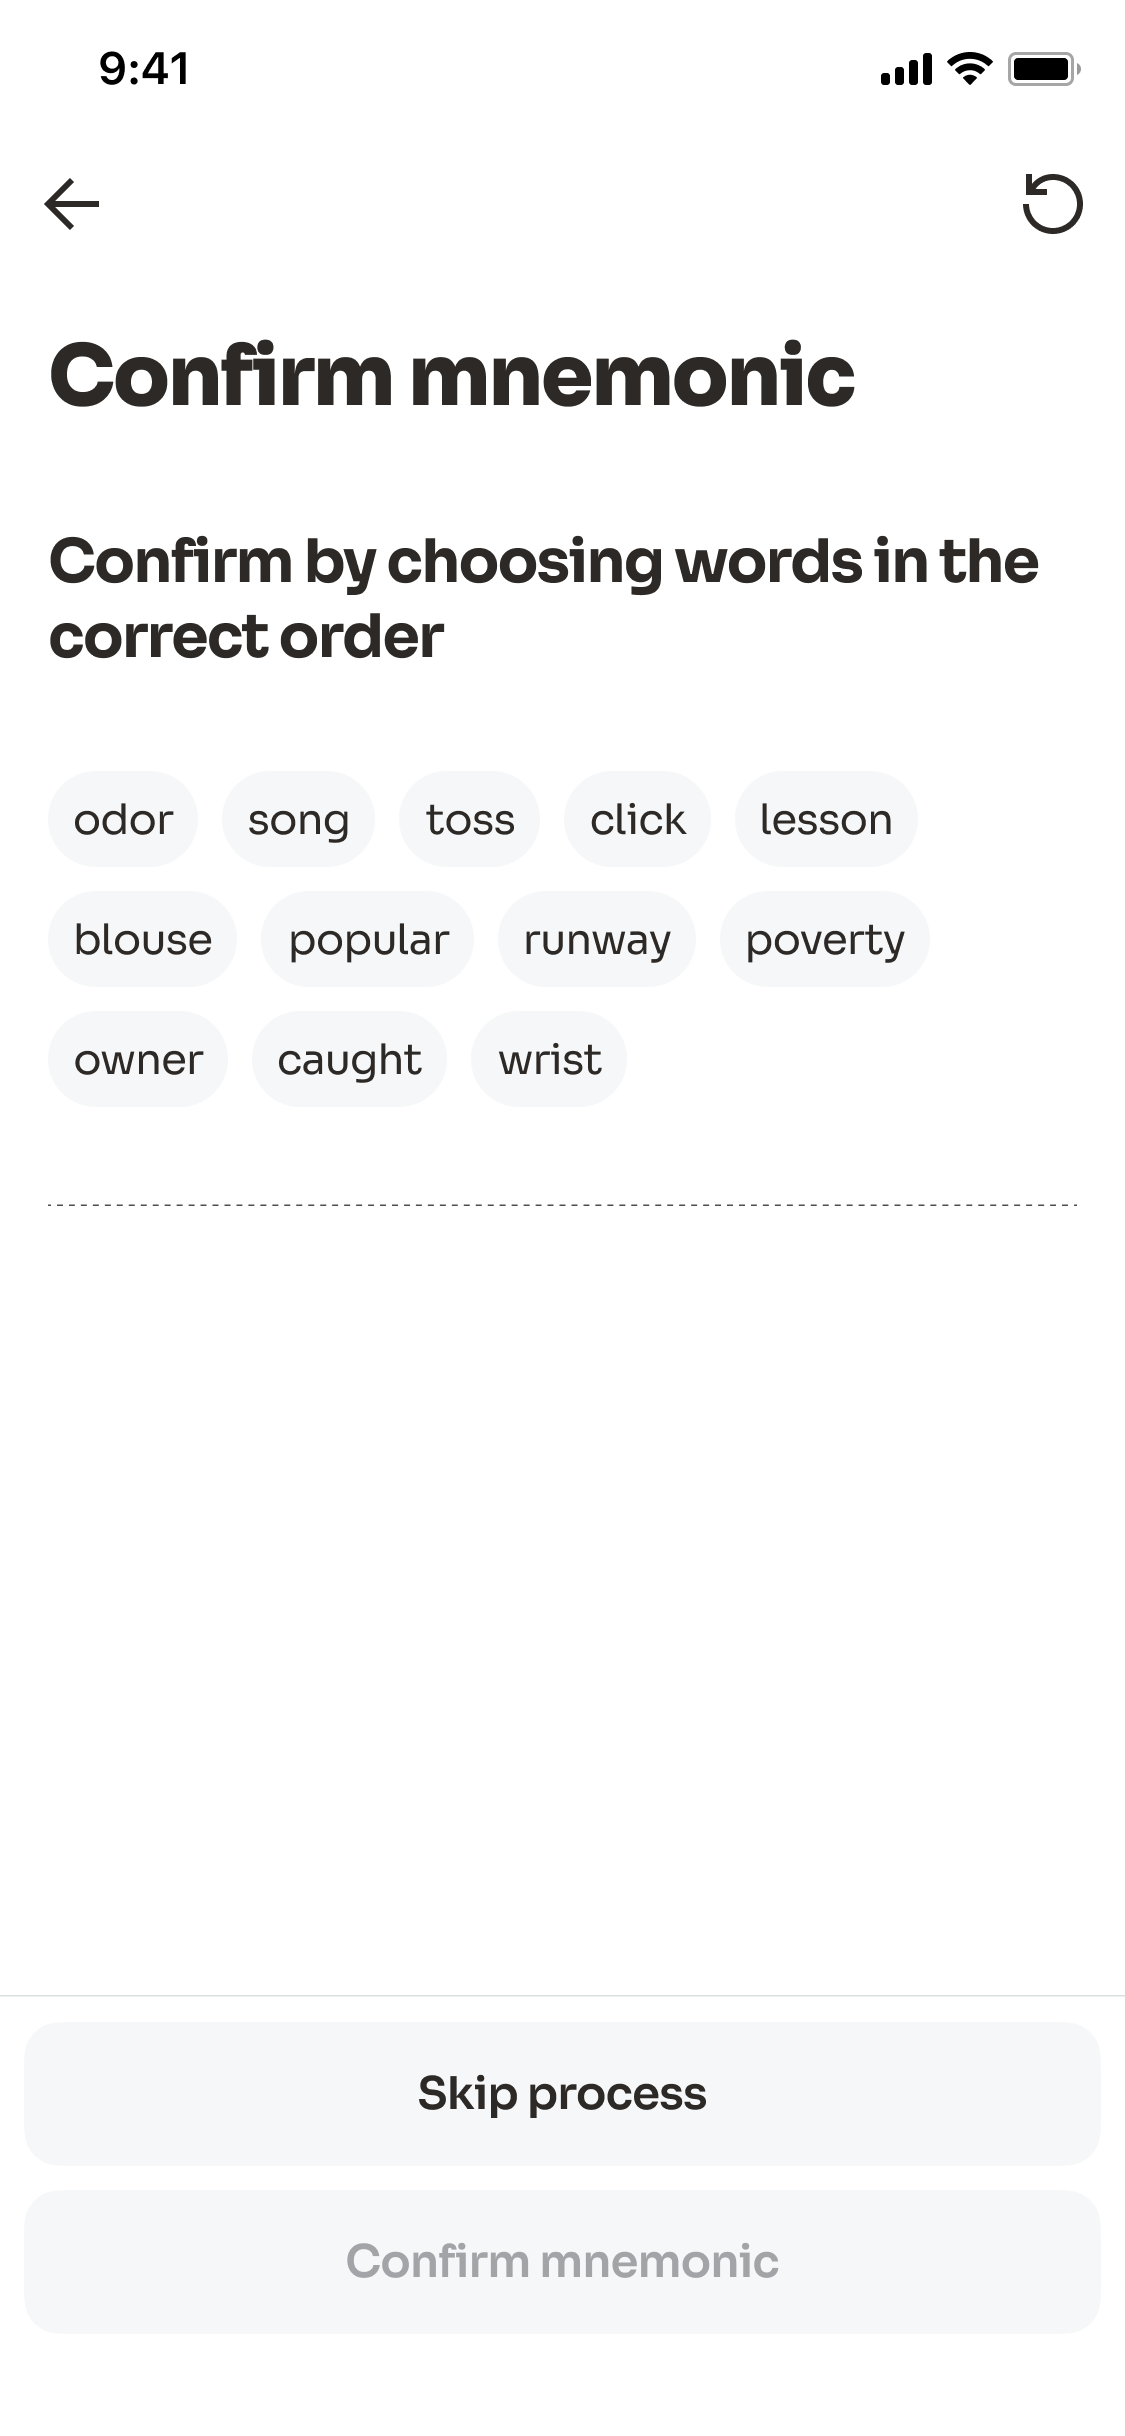 9:41
Confirm mnemonic
Confirm by choosing words in the
correct order
odor song toss click lesson
blouse popular runway poverty
owner caught wrist
Skip process
Confirm mnemonic